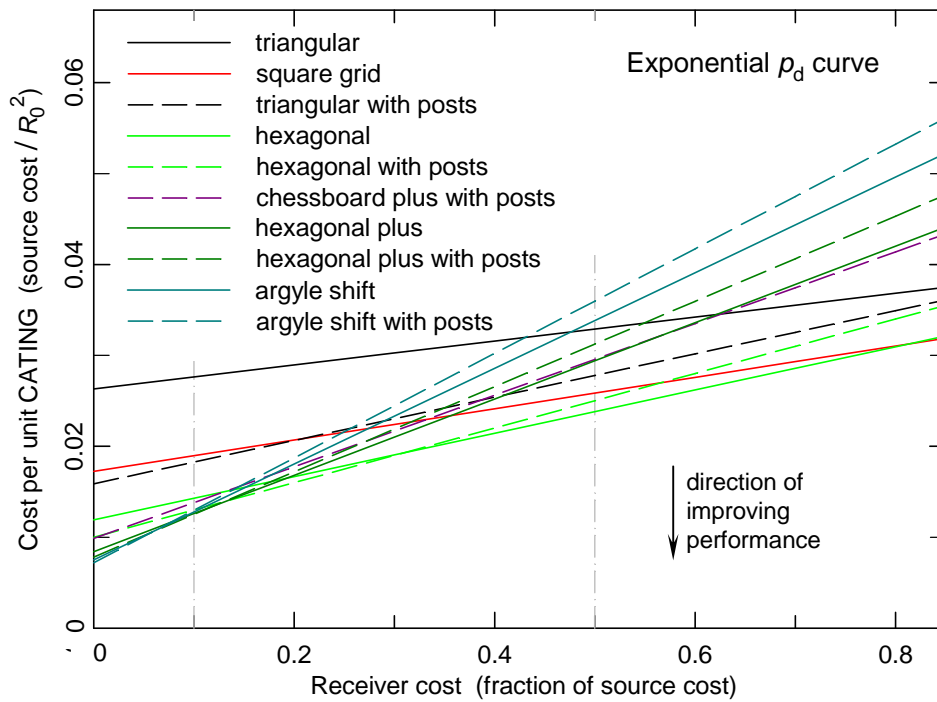 triangular
square grid
triangular with posts
hexagonal
hexagonal with posts
chessboard plus with posts
hexagonal plus
hexagonal plus with posts
argyle shift
argyle shift with posts
Exponential p_d curve
direction of
improving
performance
Cost per unit CATING (source cost / R_0^2)
0.06
0.04
0.02
0
0 0.2 0.4 0.6 0.8
Receiver cost (fraction of source cost)